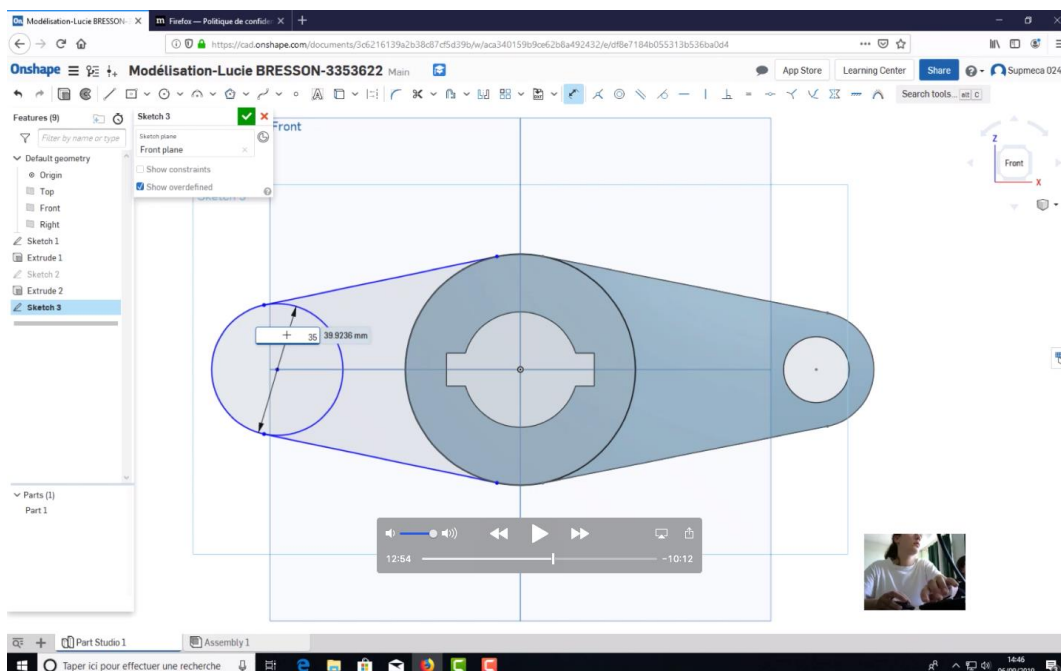 Modélisation-Lucie BRESSON-
Firefox — Politique de confider
https://cad.onshape.com/documents/3c6216139a2b38c87cf5d39b/w/aca340159b9ce62b8a492432/e/df8e7184b055313b536ba0d4
Onshape
Modélisation-Lucie BRESSON-3353622 Main
App Store
Learning Center
Share
Supmeca 024
Search tools... alt C
Features (9)
Filter by name or type
Default geometry
Origin
Top
Front
Right
Sketch 1
Extrude 1
Sketch 2
Extrude 2
Sketch 3
Sketch 3
Sketch plane
Front plane
Show constraints
Show overdefined
Front
Z
Front
X
35 39.9236 mm
Parts (1)
Part 1
12:54
-10:12
Part Studio 1
Assembly 1
Taper ici pour effectuer une recherche
14:46